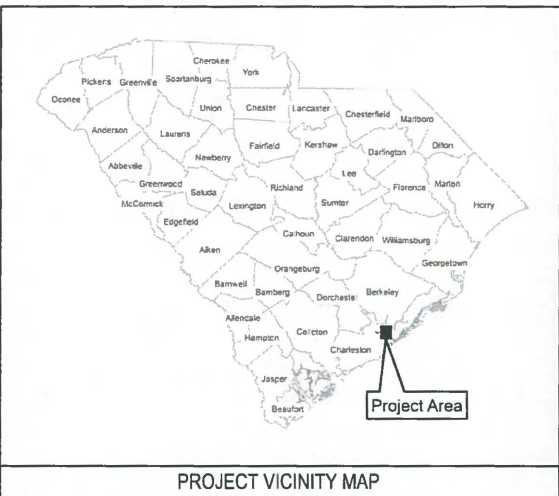 Cherokee
York
Pickens Greenville Spartanburg
Oconee
Union Chester Lancaster Chesterfield Marlboro
Anderson Laurens
Fairfield Kershaw Darlington Dillon
Abbeville Newberry Lee
Greenwood Saluda Richland Florence Marion
McCormick Lexington Sumter Horry
Edgefield
Calhoun Clarendon Williamsburg
Aiken
Georgetown
Orangeburg
Barnwell Bamberg Dorchester Berkeley
Allendale
Hampton Colleton
Charleston
Jasper
Beaufort
Project Area
PROJECT VICINITY MAP